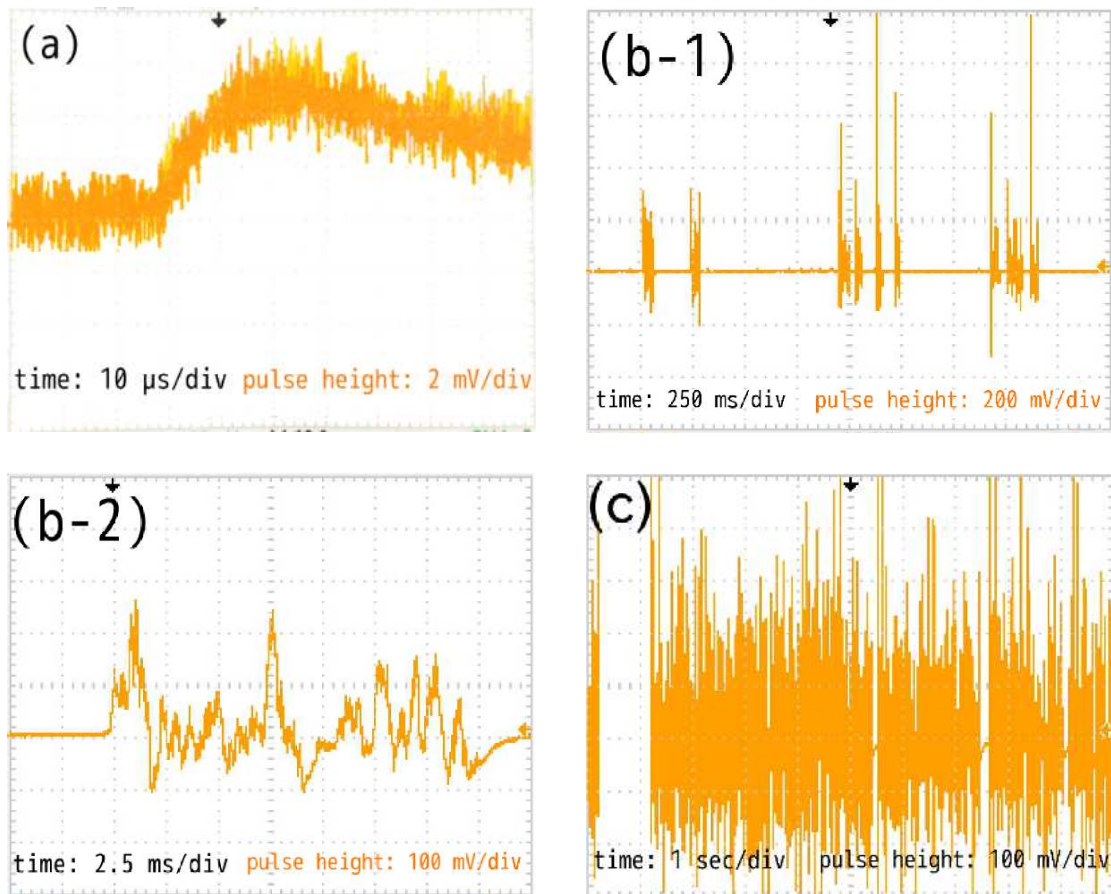 (a)
time: 10 μs/div pulse height: 2 mV/div
(b-1)
time: 250 ms/div pulse height: 200 mV/div
(b-2)
time: 2.5 ms/div pulse height: 100 mV/div
(c)
time: 1 sec/div pulse height: 100 mV/div